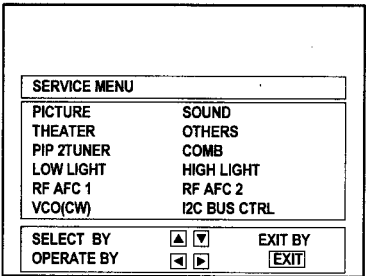 SERVICE MENU
PICTURE SOUND
THEATER OTHERS
PIP 2TUNER COMB
LOW LIGHT HIGH LIGHT
RF AFC 1 RF AFC 2
VCO(CW) I2C BUS CTRL
SELECT BY ▲ ▼ EXIT BY
OPERATE BY ◀ ▶ EXIT